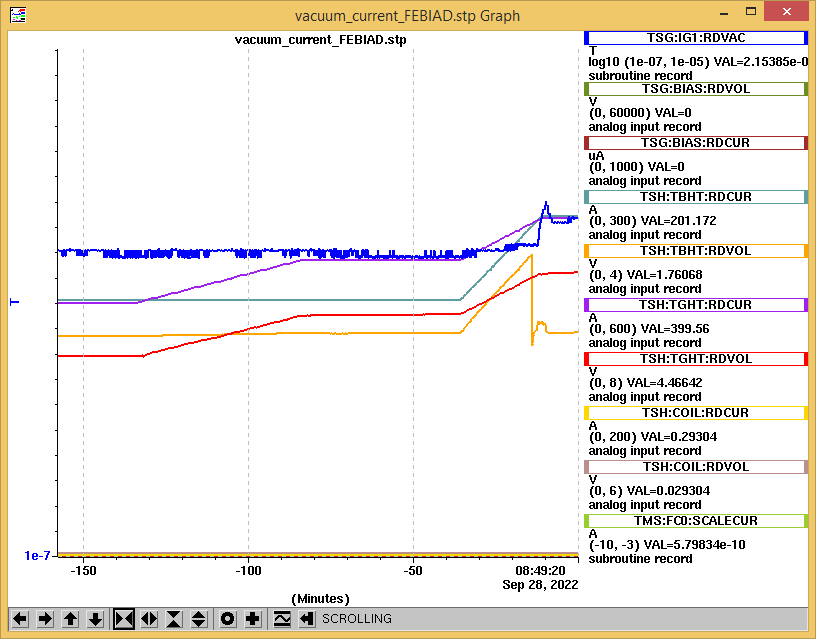 vacuum_current_FEBIAD.stp Graph
vacuum_current_FEBIAD.stp
TSG:IG1:RDVAC
T
log10 (1e-07, 1e-05) VAL=2.15385e-0
subroutine record
TSG:BIAS:RDVOL
V
(0, 60000) VAL=0
analog input record
TSG:BIAS:RDCUR
uA
(0, 1000) VAL=0
analog input record
TSH:TBHT:RDCUR
A
(0, 300) VAL=201.172
analog input record
TSH:TBHT:RDVOL
V
(0, 4) VAL=1.76068
analog input record
TSH:TGHT:RDCUR
A
(0, 600) VAL=399.56
analog input record
TSH:TGHT:RDVOL
V
(0, 8) VAL=4.46642
analog input record
TSH:COIL:RDCUR
A
(0, 200) VAL=0.29304
analog input record
TSH:COIL:RDVOL
V
(0, 6) VAL=0.029304
analog input record
TMS:FC0:SCALECUR
A
(-10, -3) VAL=5.79834e-10
subroutine record
T
1e-7
-150
-100
-50
08:49:20
Sep 28, 2022
(Minutes)
SCROLLING